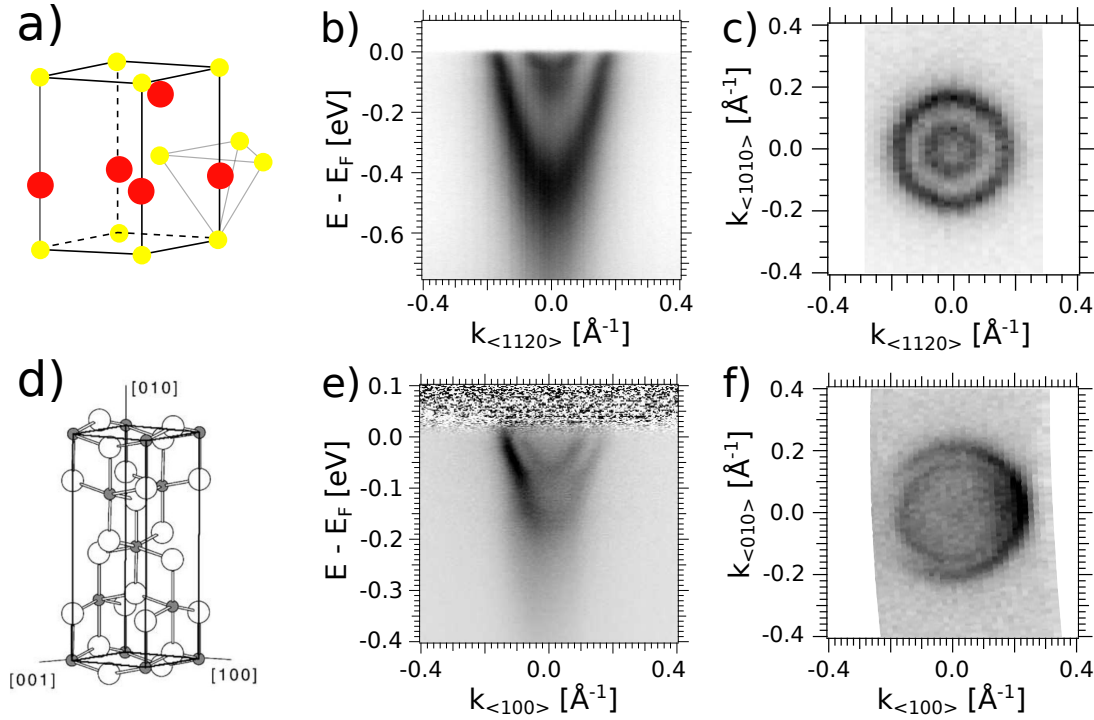 a)
b)
0.0
-0.2
-0.4
-0.6
E - E_F [eV]
-0.4
0.0
0.4
k_<1120> [Å⁻¹]
c)
0.4
0.2
0.0
-0.2
-0.4
k_<1010> [Å⁻¹]
-0.4
0.0
0.4
k_<1120> [Å⁻¹]
d)
[010]
[001]
[100]
e)
0.1
0.0
-0.1
-0.2
-0.3
-0.4
E - E_F [eV]
-0.4
0.0
0.4
k_<100> [Å⁻¹]
f)
0.4
0.2
0.0
-0.2
-0.4
k_<010> [Å⁻¹]
-0.4
0.0
0.4
k_<100> [Å⁻¹]